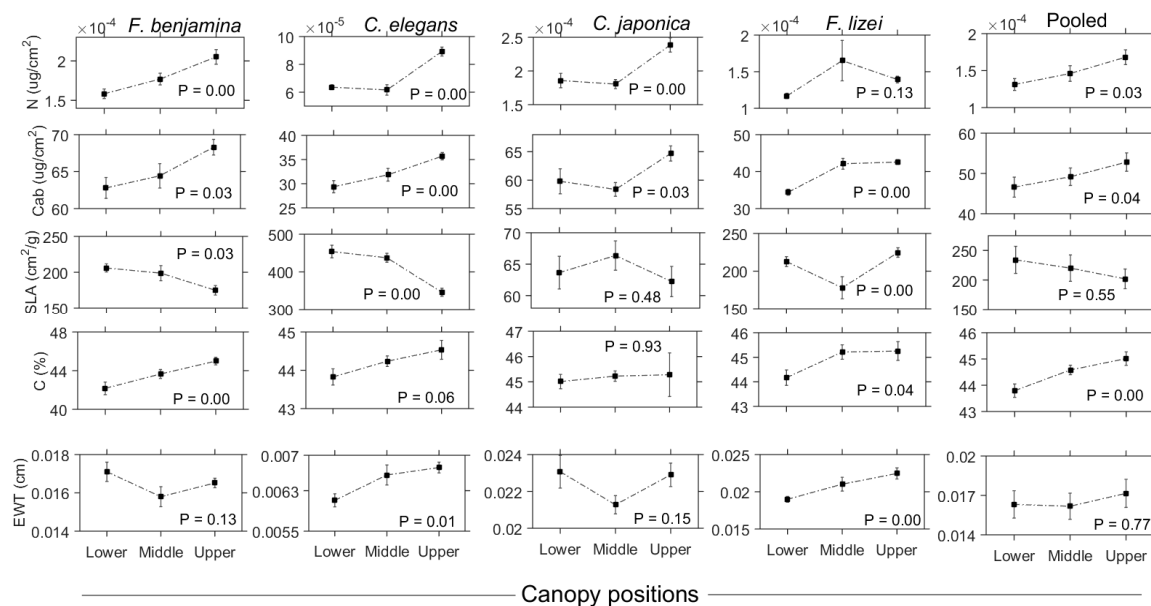 ×10⁻⁴ F. benjamina ×10⁻⁵ C. elegans ×10⁻⁴ C. japonica ×10⁻⁴ F. lizei ×10⁻⁴ Pooled
N (ug/cm²) 2 1.5 P = 0.00
10 8 6 P = 0.00
2.5 2 1.5 P = 0.00
2 1.5 1 P = 0.13
2 1.5 1 P = 0.03
Cab (ug/cm²) 70 65 60 P = 0.03
40 35 30 25 P = 0.00
65 60 55 P = 0.03
50 40 30 P = 0.00
60 50 40 P = 0.04
SLA (cm²/g) 250 200 150 P = 0.03
500 400 300 P = 0.00
70 65 60 P = 0.48
250 200 150 P = 0.00
250 200 150 P = 0.55
C (%) 48 44 40 P = 0.00
45 44 43 P = 0.06
47 46 45 44 P = 0.93
46 45 44 43 P = 0.04
46 45 44 43 P = 0.00
EWT (cm) 0.018 0.016 0.014 P = 0.13
0.007 0.0063 0.0055 P = 0.01
0.024 0.022 0.02 P = 0.15
0.025 0.02 0.015 P = 0.00
0.02 0.017 0.014 P = 0.77
Lower Middle Upper Lower Middle Upper Lower Middle Upper Lower Middle Upper Lower Middle Upper
Canopy positions